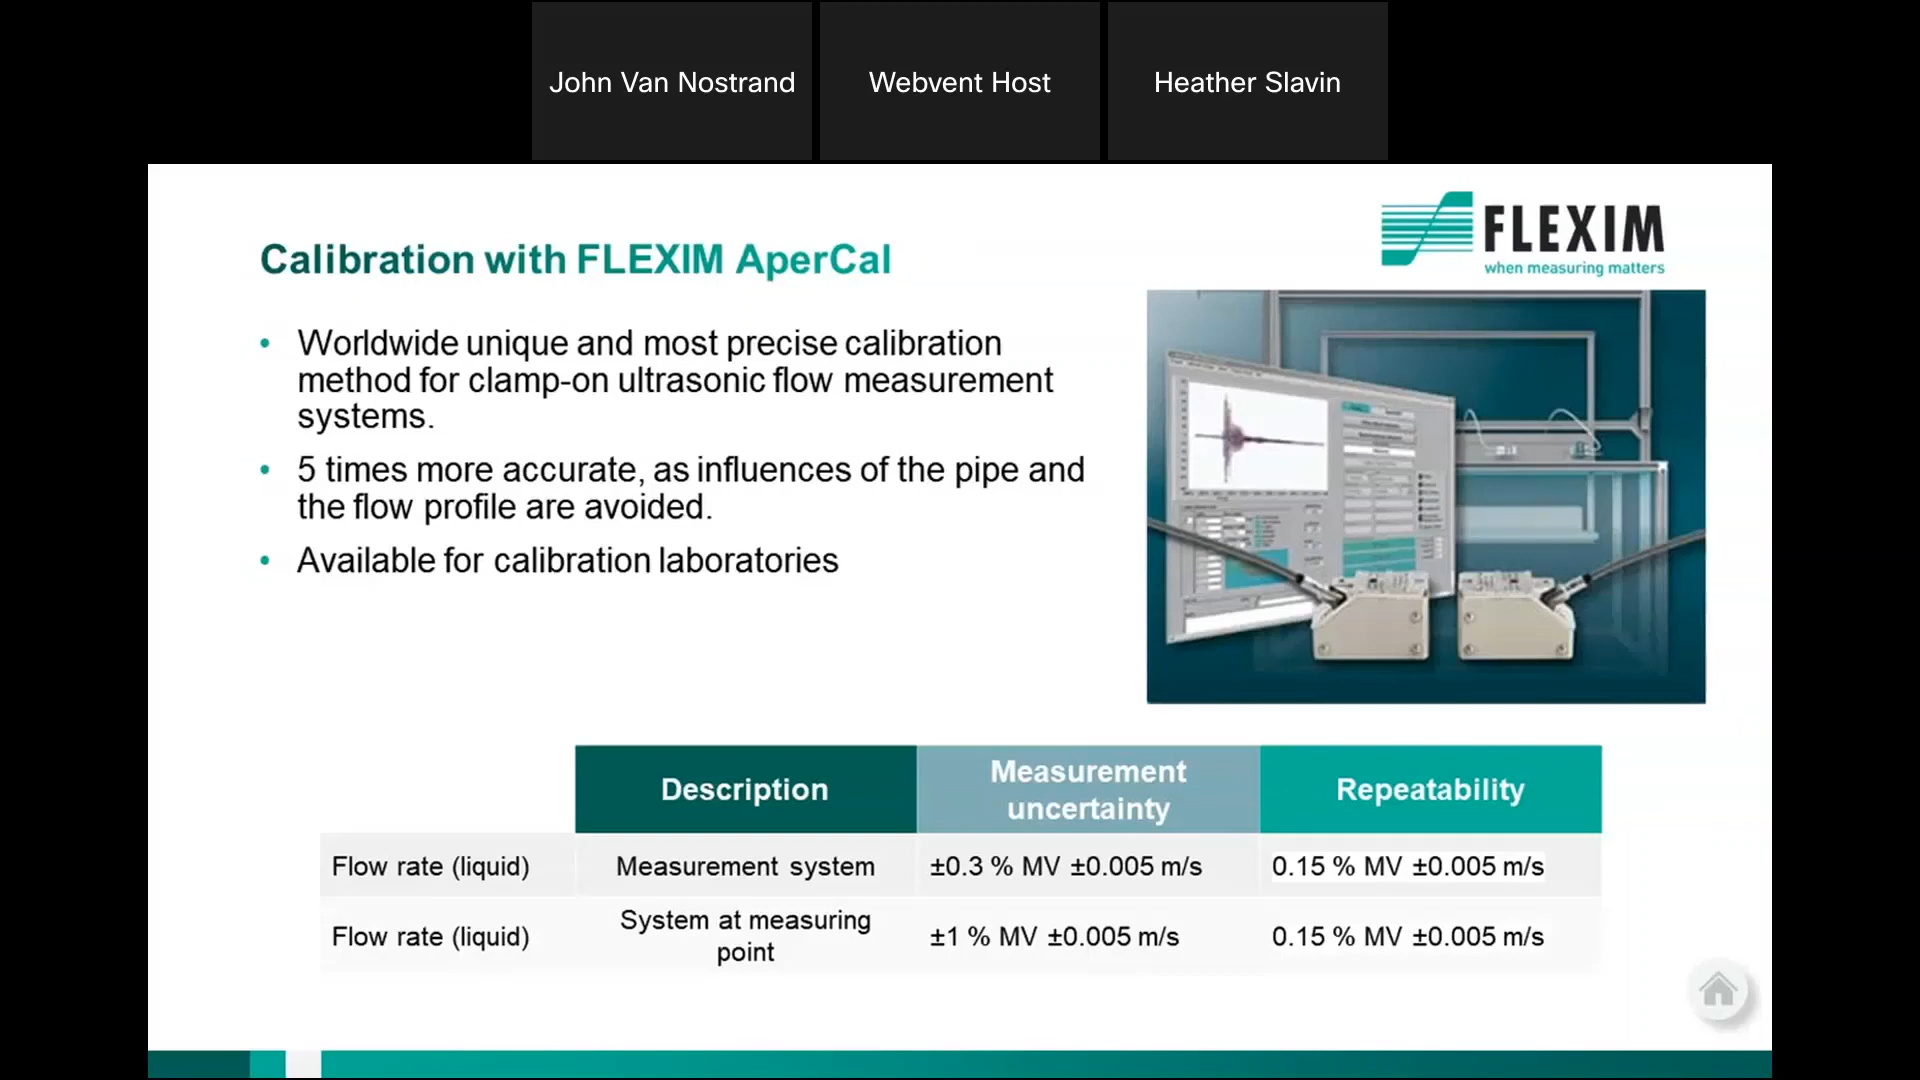 John Van Nostrand
Webvent Host
Heather Slavin
FLEXIM
when measuring matters
Calibration with FLEXIM AperCal
• Worldwide unique and most precise calibration
method for clamp-on ultrasonic flow measurement
systems.
• 5 times more accurate, as influences of the pipe and
the flow profile are avoided.
• Available for calibration laboratories
Description
Measurement
uncertainty
Repeatability
Flow rate (liquid)
Measurement system
±0.3 % MV ±0.005 m/s
0.15 % MV ±0.005 m/s
Flow rate (liquid)
System at measuring
point
±1 % MV ±0.005 m/s
0.15 % MV ±0.005 m/s